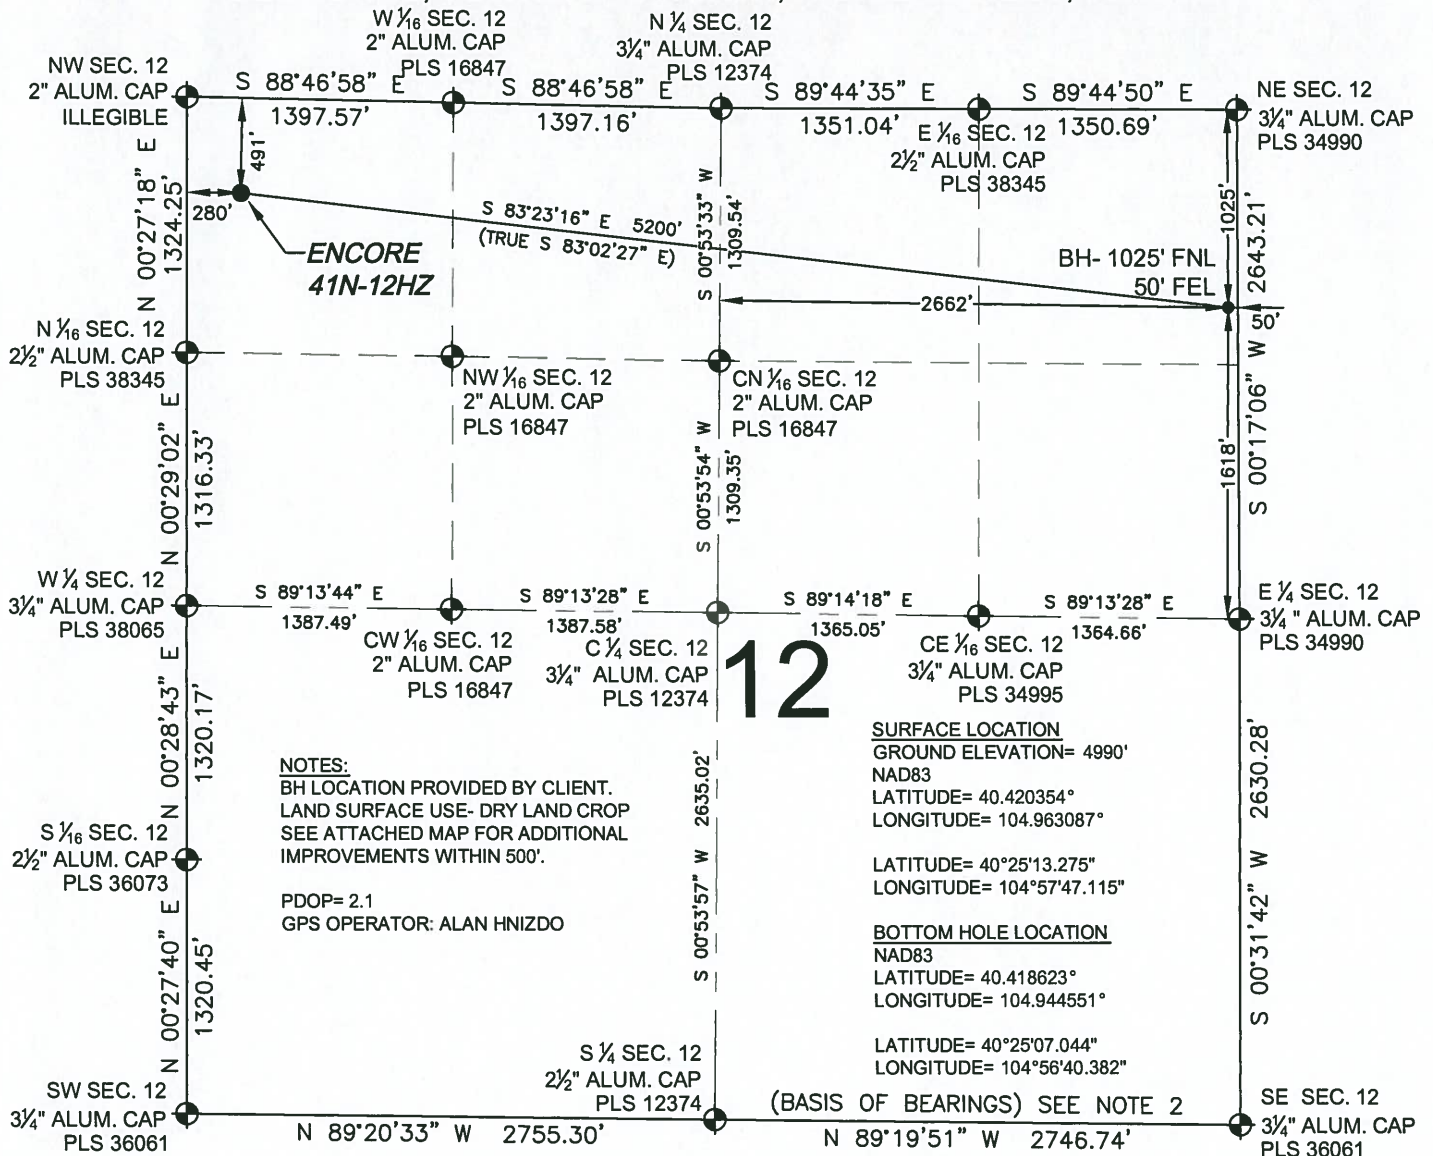 W 1/16 SEC. 12
2" ALUM. CAP
PLS 16847
N 1/4 SEC. 12
3 1/4" ALUM. CAP
PLS 12374
NW SEC. 12
2" ALUM. CAP
ILLEGIBLE
S 88°46'58" E
1397.57'
S 88°46'58" E
1397.16'
S 89°44'35" E
1351.04'
S 89°44'50" E
1350.69'
NE SEC. 12
3 1/4" ALUM. CAP
PLS 34990
E 1/16 SEC. 12
2 1/2" ALUM. CAP
PLS 38345
N 00°27'18" E
1324.25'
491'
280'
ENCORE
41N-12HZ
S 83°23'16" E 5200'
(TRUE S 83°02'27" E)
S 00°53'33" W
1309.54'
BH- 1025' FNL
50' FEL
1025'
2643.21'
S 00°17'06" W
2662'
50'
N 1/16 SEC. 12
2 1/2" ALUM. CAP
PLS 38345
NW 1/16 SEC. 12
2" ALUM. CAP
PLS 16847
CN 1/16 SEC. 12
2" ALUM. CAP
PLS 16847
N 00°29'02" E
1316.33'
S 00°53'54" W
1309.35'
1618'
W 1/4 SEC. 12
3 1/4" ALUM. CAP
PLS 38065
S 89°13'44" E
1387.49'
S 89°13'28" E
1387.58'
S 89°14'18" E
1365.05'
S 89°13'28" E
1364.66'
E 1/4 SEC. 12
3 1/4" ALUM. CAP
PLS 34990
CW 1/16 SEC. 12
2" ALUM. CAP
PLS 16847
C 1/4 SEC. 12
3 1/4" ALUM. CAP
PLS 12374
12
CE 1/16 SEC. 12
3 1/4" ALUM. CAP
PLS 34995
N 00°28'43" E
1320.17'
NOTES:
BH LOCATION PROVIDED BY CLIENT.
LAND SURFACE USE- DRY LAND CROP
SEE ATTACHED MAP FOR ADDITIONAL
IMPROVEMENTS WITHIN 500'.
PDOP= 2.1
GPS OPERATOR: ALAN HNIZDO
S 00°53'57" W 2635.02'
SURFACE LOCATION
GROUND ELEVATION= 4990'
NAD83
LATITUDE= 40.420354°
LONGITUDE= 104.963087°
LATITUDE= 40°25'13.275"
LONGITUDE= 104°57'47.115"
BOTTOM HOLE LOCATION
NAD83
LATITUDE= 40.418623°
LONGITUDE= 104.944551°
LATITUDE= 40°25'07.044"
LONGITUDE= 104°56'40.382"
S 00°31'42" W 2630.28'
S 1/16 SEC. 12
2 1/2" ALUM. CAP
PLS 36073
N 00°27'40" E
1320.45'
SW SEC. 12
3 1/4" ALUM. CAP
PLS 36061
S 1/4 SEC. 12
2 1/2" ALUM. CAP
PLS 12374
N 89°20'33" W 2755.30'
(BASIS OF BEARINGS) SEE NOTE 2
N 89°19'51" W 2746.74'
SE SEC. 12
3 1/4" ALUM. CAP
PLS 36061